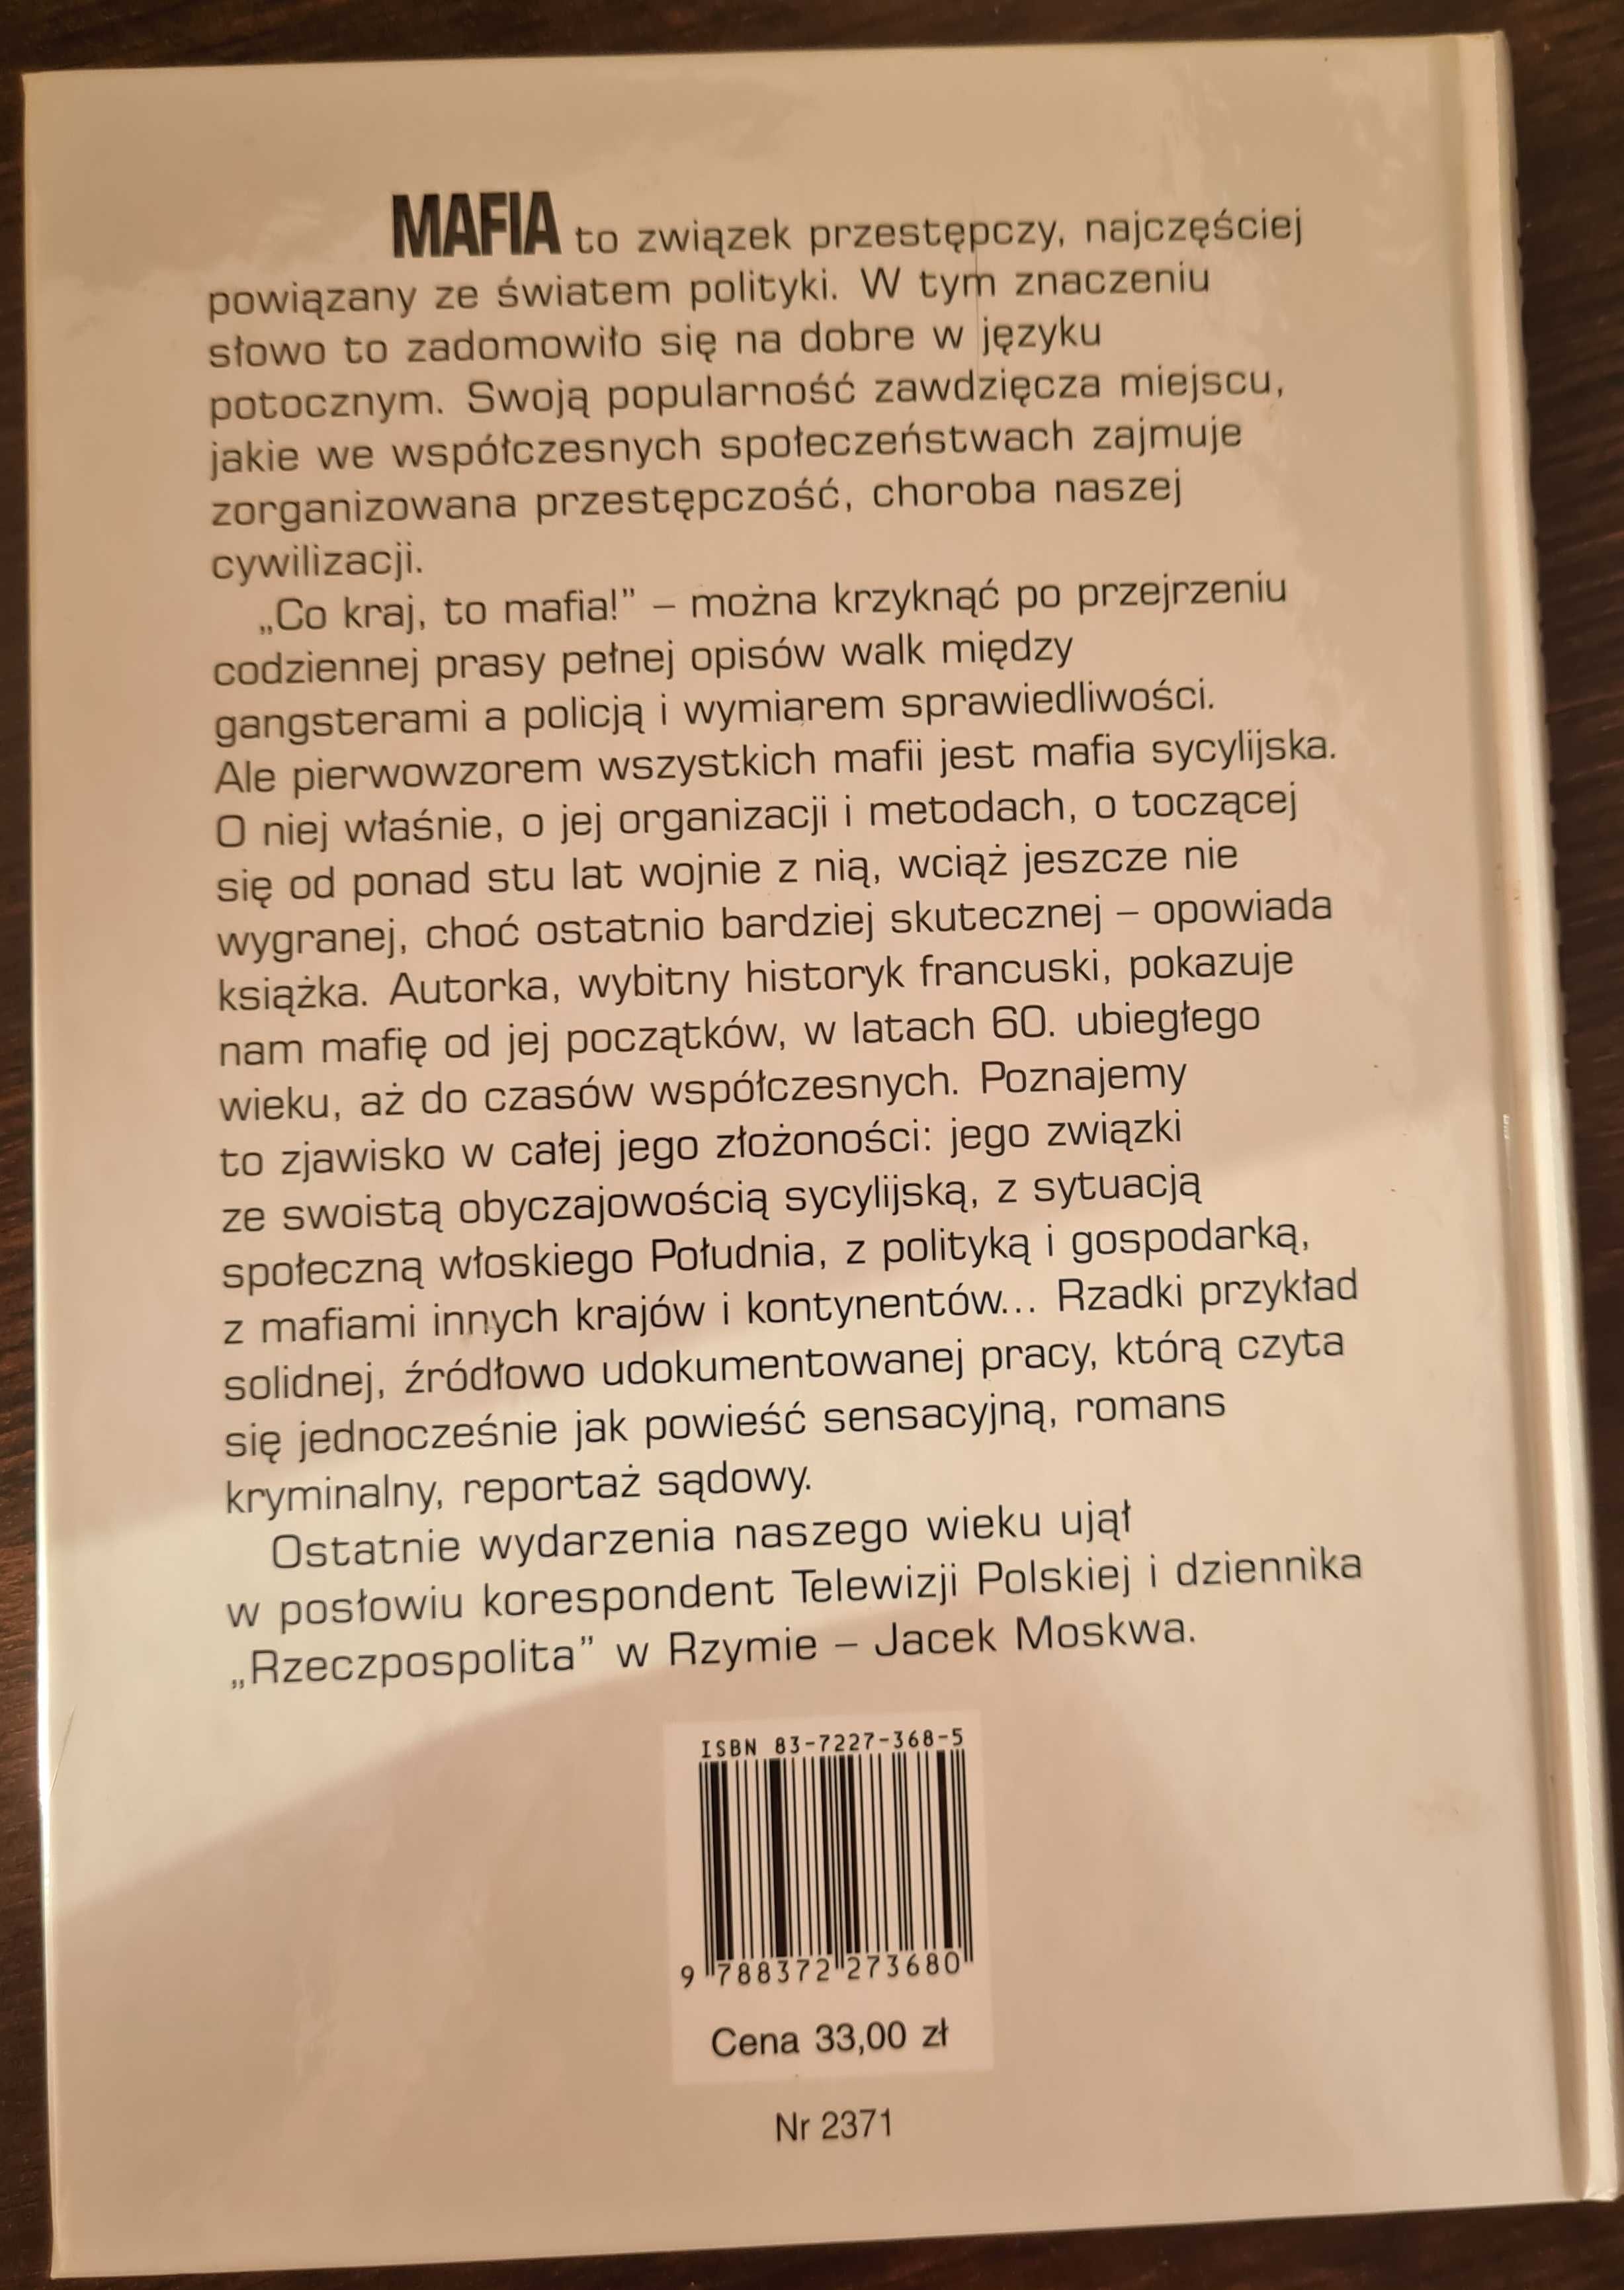 MAFIA to związek przestępczy, najczęściej
powiązany ze światem polityki. W tym znaczeniu
słowo to zadomowiło się na dobre w języku
potocznym. Swoją popularność zawdzięcza miejscu,
jakie we współczesnych społeczeństwach zajmuje
zorganizowana przestępczość, choroba naszej
cywilizacji.
„Co kraj, to mafia!” – można krzyknąć po przejrzeniu
codziennej prasy pełnej opisów walk między
gangsterami a policją i wymiarem sprawiedliwości.
Ale pierwowzorem wszystkich mafii jest mafia sycylijska.
O niej właśnie, o jej organizacji i metodach, o toczącej
się od ponad stu lat wojnie z nią, wciąż jeszcze nie
wygranej, choć ostatnio bardziej skutecznej – opowiada
książka. Autorka, wybitny historyk francuski, pokazuje
nam mafię od jej początków, w latach 60. ubiegłego
wieku, aż do czasów współczesnych. Poznajemy
to zjawisko w całej jego złożoności: jego związki
ze swoistą obyczajowością sycylijską, z sytuacją
społeczną włoskiego Południa, z polityką i gospodarką,
z mafiami innych krajów i kontynentów... Rzadki przykład
solidnej, źródłowo udokumentowanej pracy, którą czyta
się jednocześnie jak powieść sensacyjną, romans
kryminalny, reportaż sądowy.
Ostatnie wydarzenia naszego wieku ujął
w posłowiu korespondent Telewizji Polskiej i dziennika
„Rzeczpospolita” w Rzymie – Jacek Moskwa.
ISBN 83-7227-368-5
9 788372 273680
Cena 33,00 zł
Nr 2371